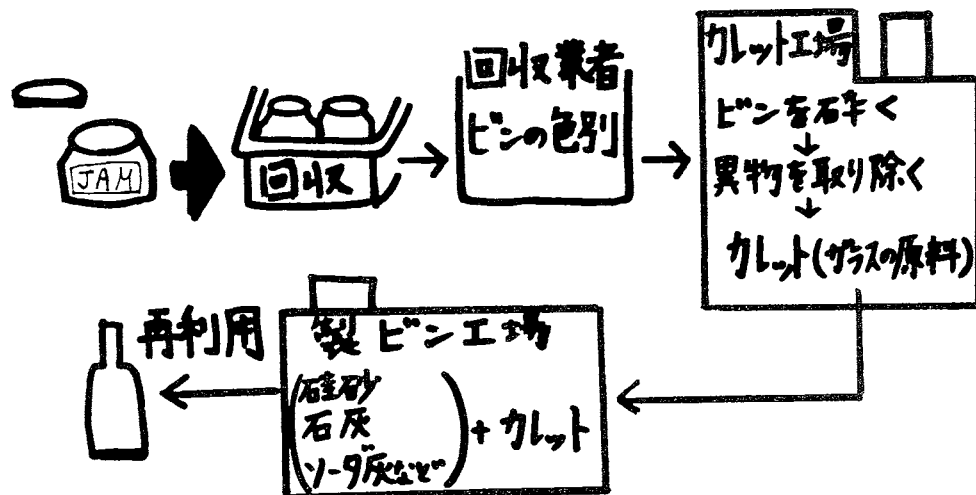 JAM
回収
回収業者
ビンの色別
カレット工場
ビンを砕く
異物を取り除く
カレット(ガラスの原料)
製ビン工場
硅砂
石灰
ソーダ灰など
+カレット
再利用